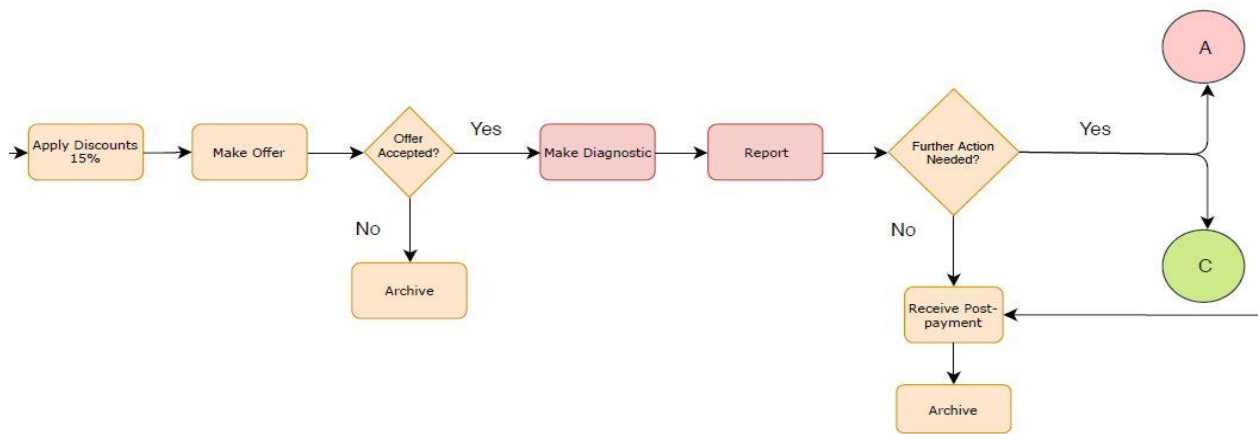 A
Apply Discounts
15%
Make Offer
Offer
Accepted?
Yes
Make Diagnostic
Report
Further Action
Needed?
Yes
No
Archive
No
C
Receive Post-
payment
Archive